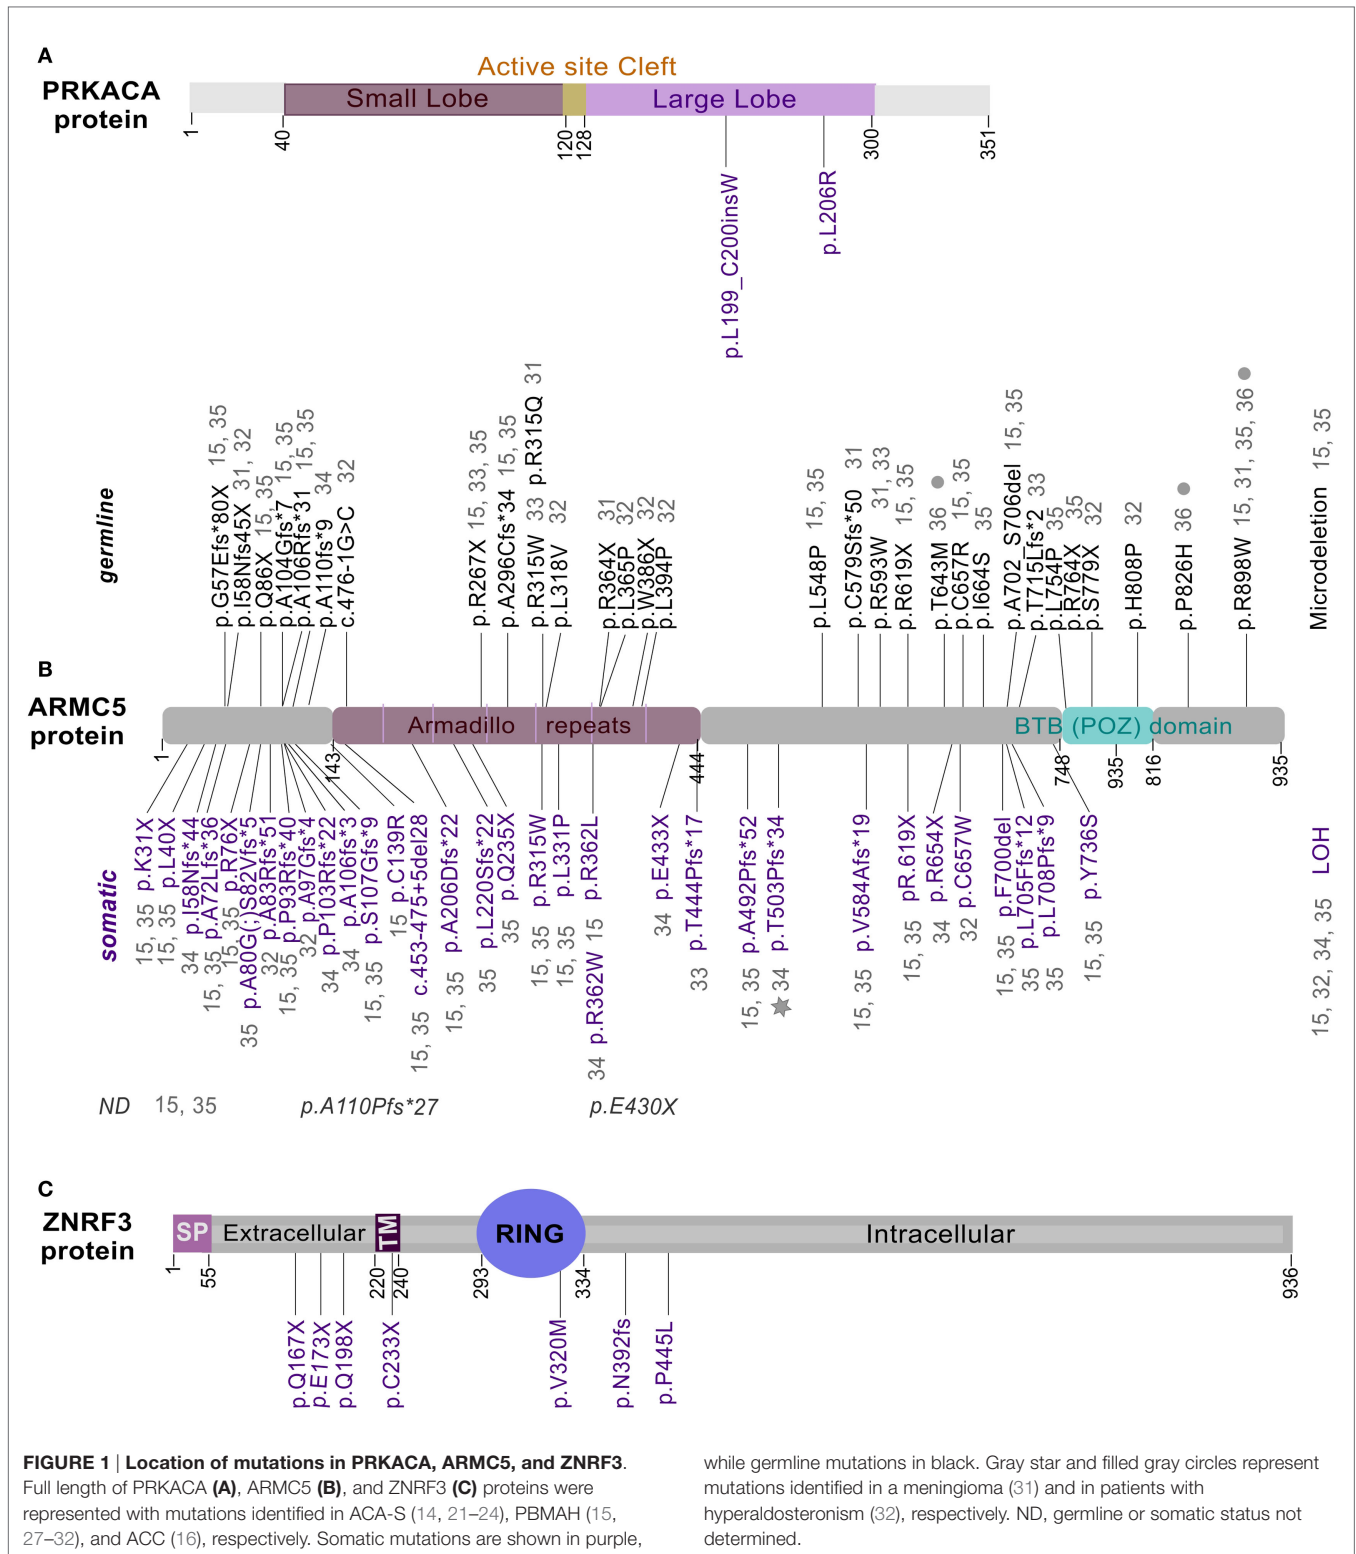 A
PRKACA
protein
Active site Cleft
Small Lobe
Large Lobe
1
40
120
128
300
351
p.L199_C200insW
p.L206R
germline
p.G57Efs*80X 15, 35
p.I58Nfs45X 31, 32
p.Q86X 15, 35
p.A104Gfs*7 15, 35
p.A106Rfs*31 15, 35
p.A110fs*9 34
c.476-1G>C 32
p.R267X 15, 33, 35
p.A296Cfs*34 15, 35
p.R315W 33
p.R315Q 31
p.L318V 32
p.R364X 31
p.L365P 32
p.W386X 32
p.L394P 32
p.L548P 15, 35
p.C579Sfs*50 31
p.R593W 31, 33
p.R619X 15, 35
p.T643M 36
p.C657R 15, 35
p.I664S 35
p.A702_S706del 15, 35
p.T715Lfs*2 33
p.L754P 35
p.R764X 35
p.S779X 32
p.H808P 32
p.P826H 36
p.R898W 15, 31, 35, 36
Microdeletion 15, 35
B
ARMC5
protein
Armadillo repeats
BTB (POZ) domain
1
143
444
748
935
816
935
somatic
15, 35 p.K31X
15, 35 p.L40X
34 p.I58Nfs*44
15, 35 p.A72Lfs*36
15, 35 p.R76X
35 p.A80G(;)S82Vfs*5
32 p.A83Rfs*51
15, 35 p.P93Rfs*40
32 p.A97Gfs*4
34 p.P103Rfs*22
34 p.A106fs*3
15, 35 p.S107Gfs*9
15 p.C139R
15, 35 c.453-475+5del28
15, 35 p.A206Dfs*22
35 p.L220Sfs*22
35 p.Q235X
15, 35 p.R315W
15, 35 p.L331P
34 p.R362W 15 p.R362L
34 p.E433X
33 p.T444Pfs*17
15, 35 p.A492Pfs*52
34 p.T503Pfs*34
15, 35 p.V584Afs*19
15, 35 pR.619X
34 p.R654X
32 p.C657W
15, 35 p.F700del
35 p.L705Ffs*12
35 p.L708Pfs*9
15, 35 p.Y736S
15, 32, 34, 35 LOH
ND 15, 35 p.A110Pfs*27 p.E430X
C
ZNRF3
protein
SP
Extracellular
TM
RING
Intracellular
1
55
220
240
293
334
936
p.Q167X
p.E173X
p.Q198X
p.C233X
p.V320M
p.N392fs
p.P445L
FIGURE 1 | Location of mutations in PRKACA, ARMC5, and ZNRF3.
Full length of PRKACA (A), ARMC5 (B), and ZNRF3 (C) proteins were
represented with mutations identified in ACA-S (14, 21–24), PBMAH (15,
27–32), and ACC (16), respectively. Somatic mutations are shown in purple,
while germline mutations in black. Gray star and filled gray circles represent
mutations identified in a meningioma (31) and in patients with
hyperaldosteronism (32), respectively. ND, germline or somatic status not
determined.